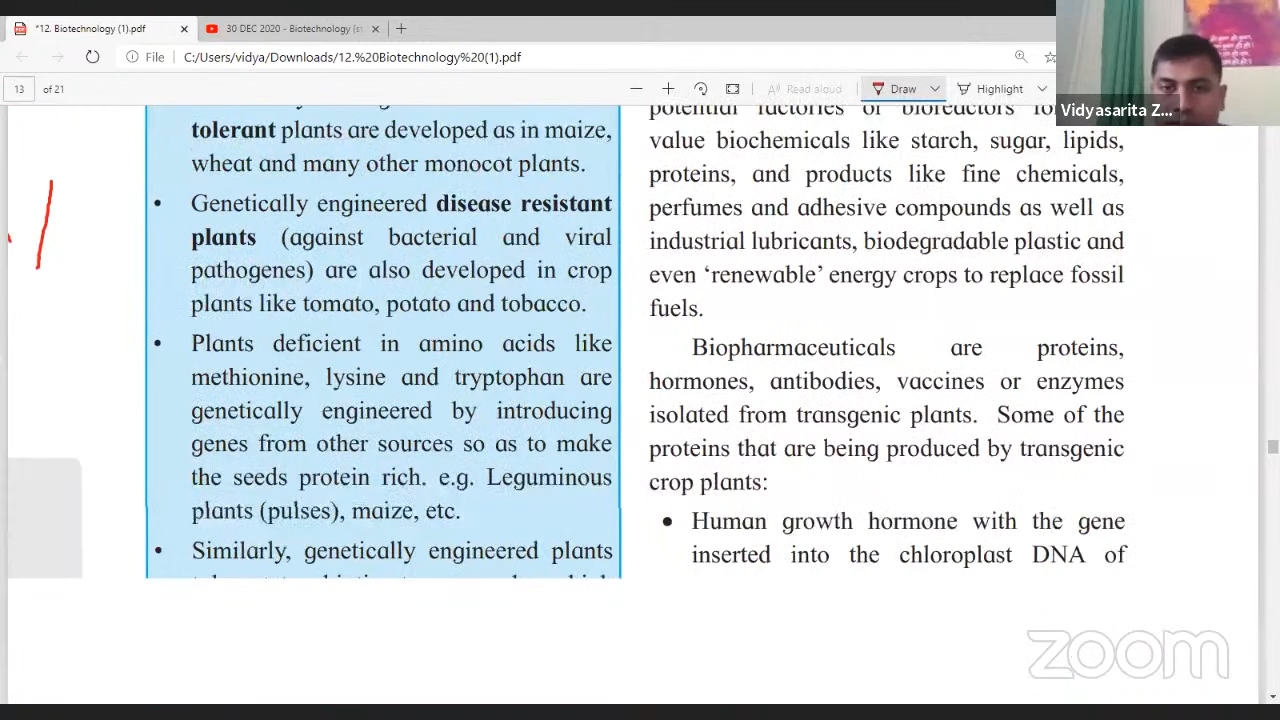 *12. Biotechnology (1).pdf
30 DEC 2020 - Biotechnology (s
File
C:/Users/vidya/Downloads/12.%20Biotechnology%20(1).pdf
13 of 21
Read aloud
Draw
Highlight
Vidyasarita Z...
tolerant plants are developed as in maize,
wheat and many other monocot plants.
• Genetically engineered disease resistant
plants (against bacterial and viral
pathogenes) are also developed in crop
plants like tomato, potato and tobacco.
• Plants deficient in amino acids like
methionine, lysine and tryptophan are
genetically engineered by introducing
genes from other sources so as to make
the seeds protein rich. e.g. Leguminous
plants (pulses), maize, etc.
• Similarly, genetically engineered plants
potential factories or bioreactors
value biochemicals like starch, sugar, lipids,
proteins, and products like fine chemicals,
perfumes and adhesive compounds as well as
industrial lubricants, biodegradable plastic and
even ‘renewable’ energy crops to replace fossil
fuels.
Biopharmaceuticals are proteins,
hormones, antibodies, vaccines or enzymes
isolated from transgenic plants. Some of the
proteins that are being produced by transgenic
crop plants:
• Human growth hormone with the gene
inserted into the chloroplast DNA of
zoom